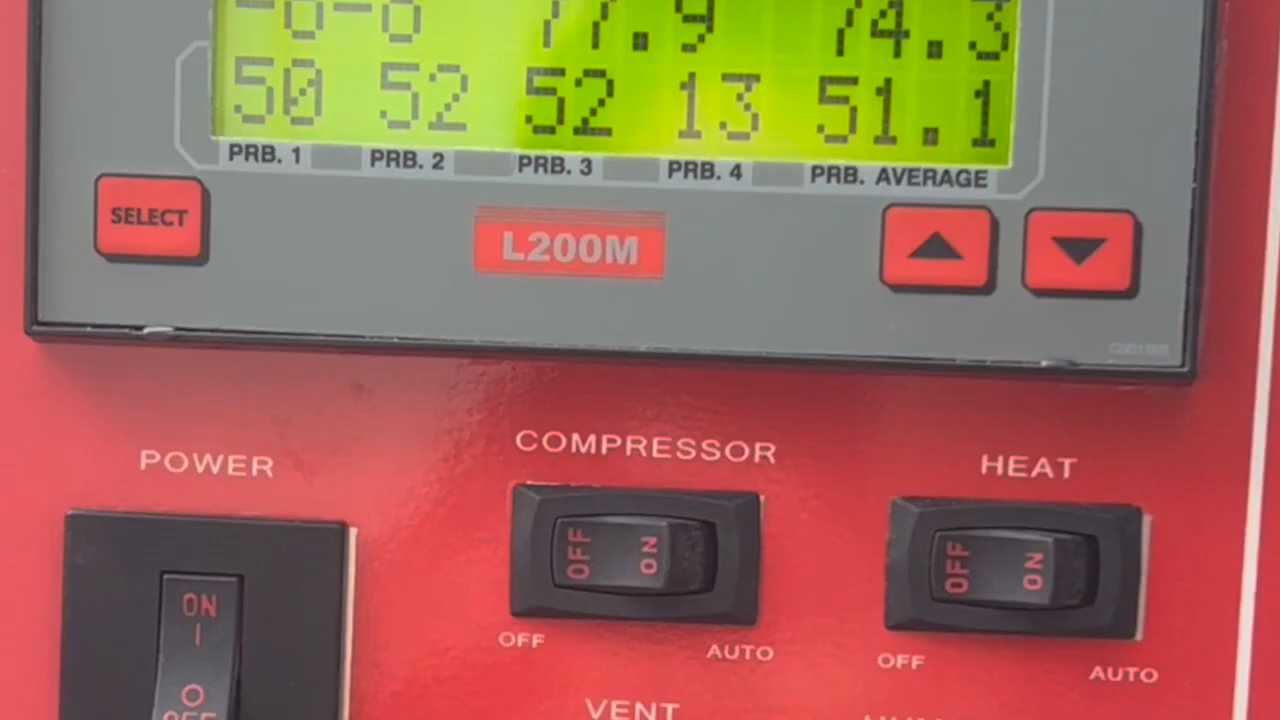 77.9 74.3
50 52 52 13 51.1
PRB. 1 PRB. 2 PRB. 3 PRB. 4 PRB. AVERAGE
SELECT
L200M
POWER COMPRESSOR HEAT
ON
I
O
OFF
OFF ON
OFF AUTO
OFF ON
OFF AUTO
VENT